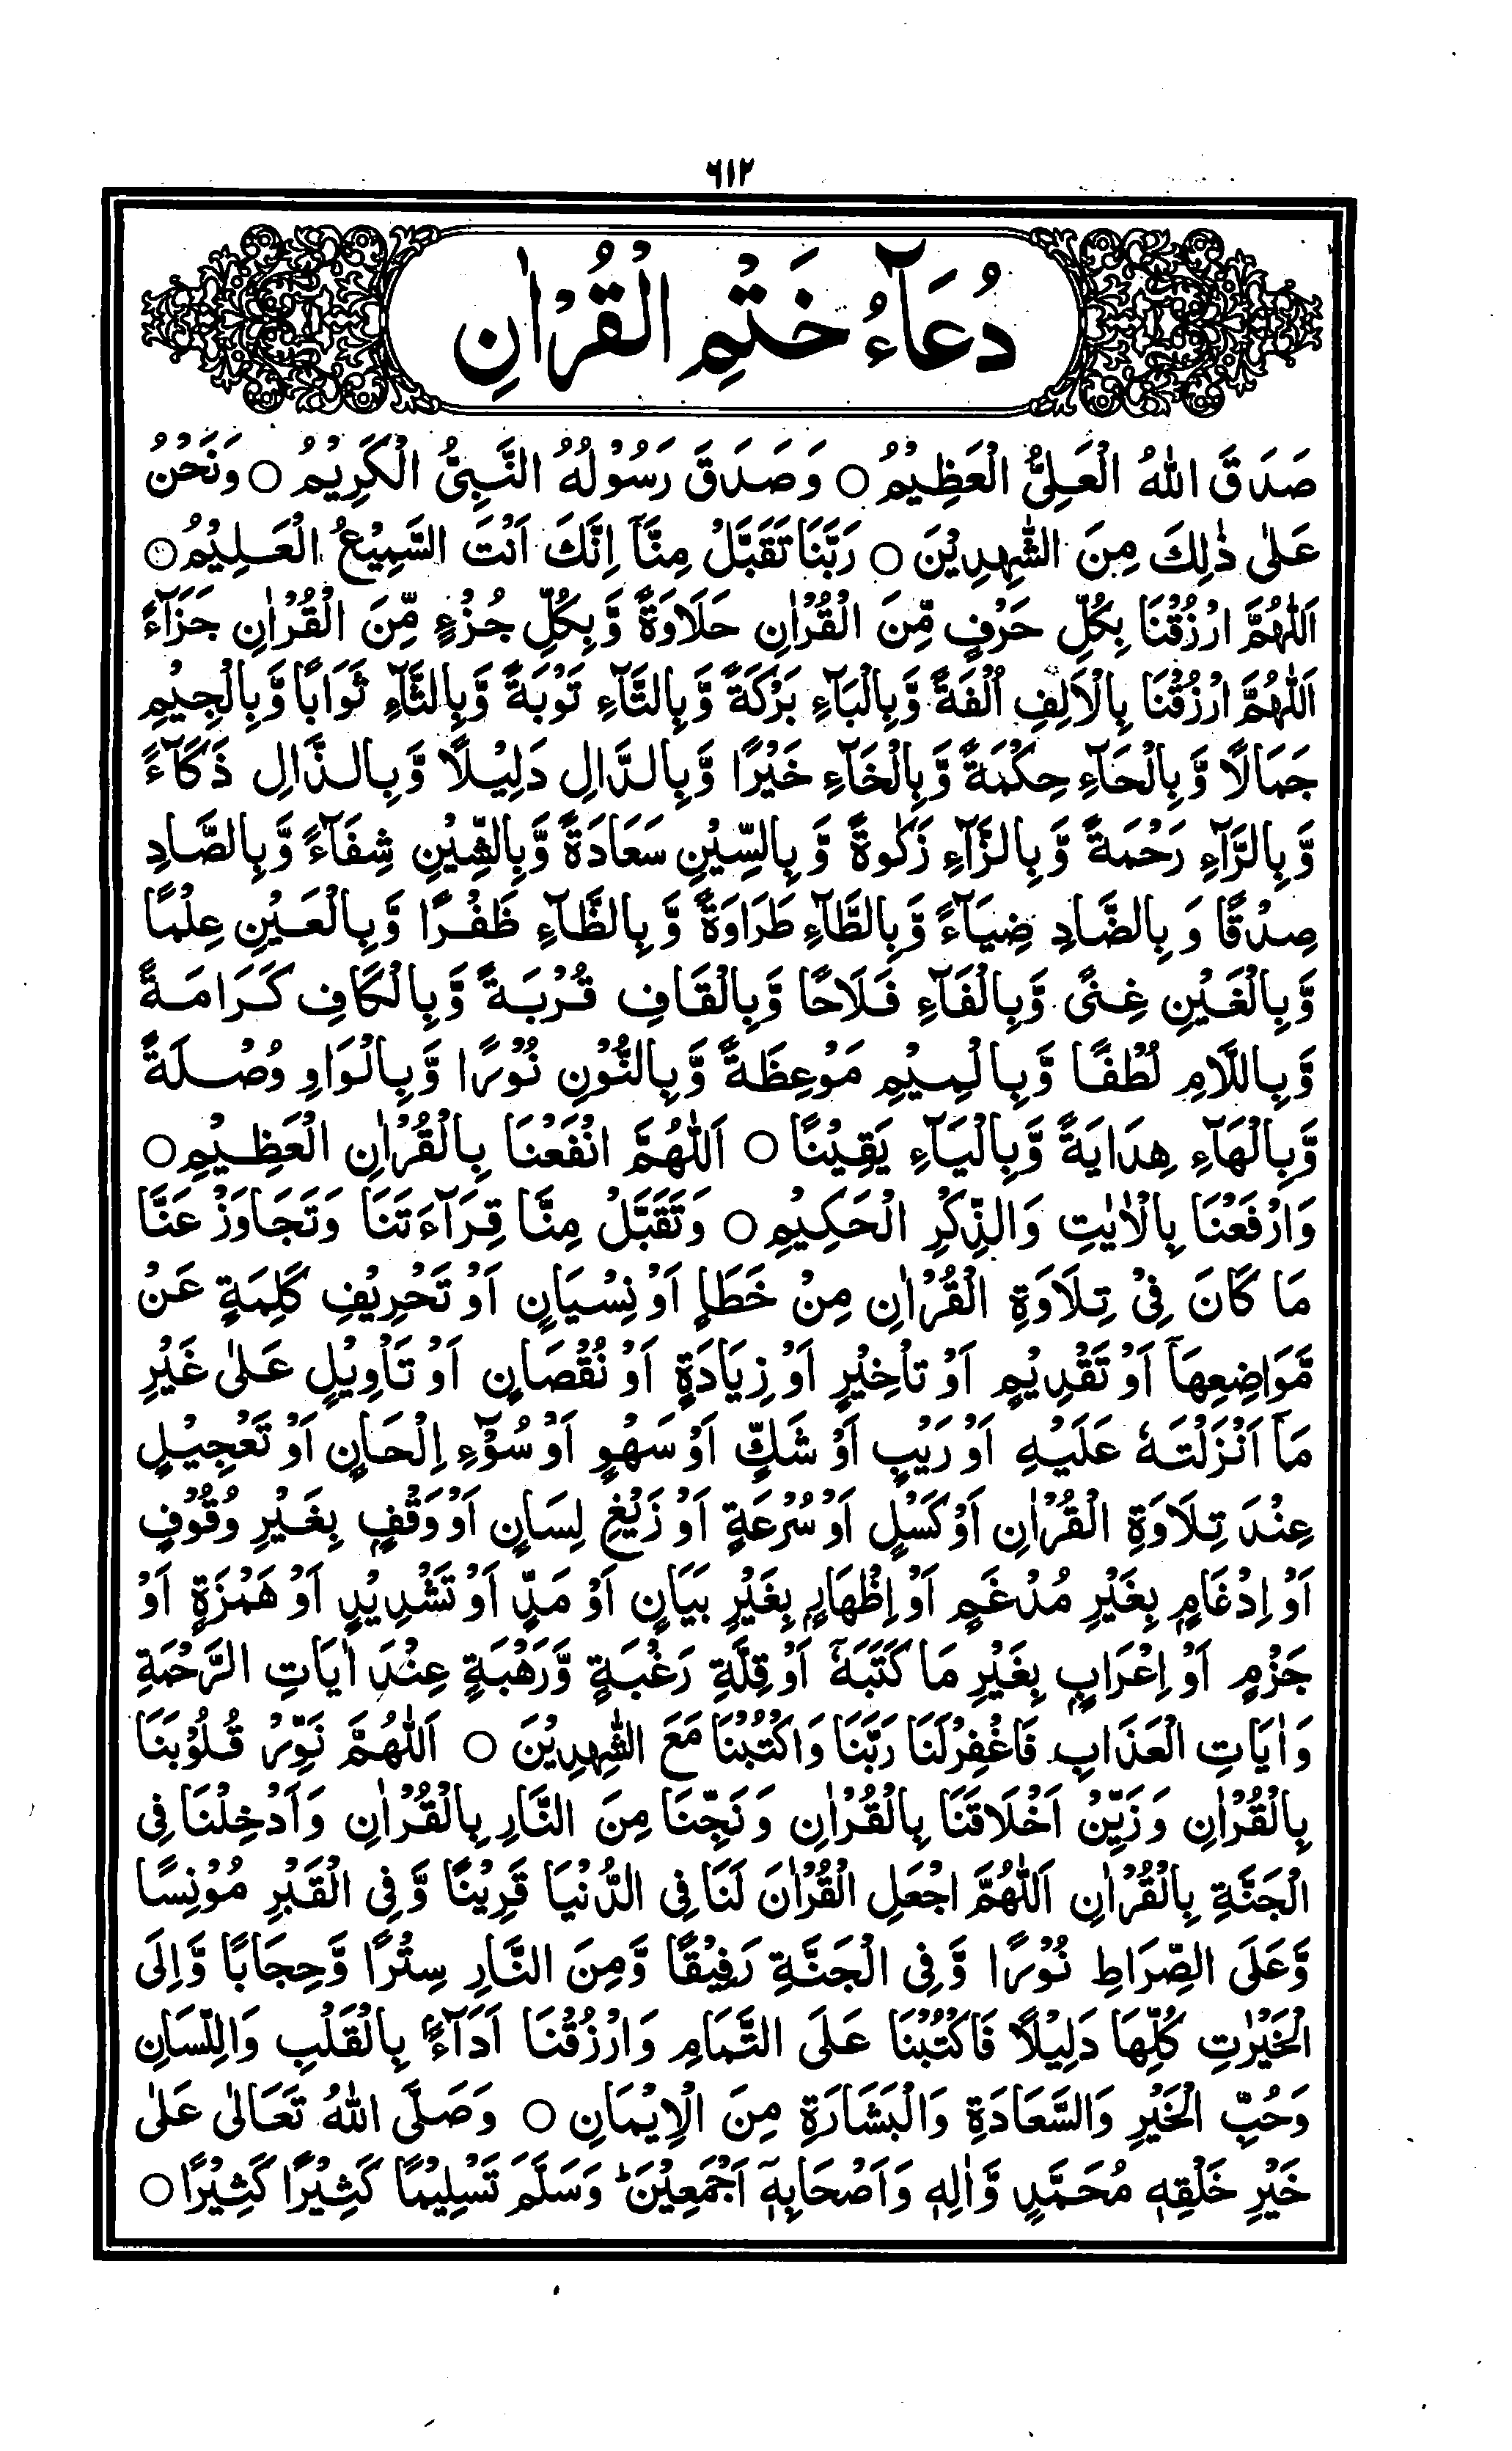 ٦١٢
دُعَآءُ خَتْمِ الْقُرْاٰنِ
صَدَقَ اللّٰهُ الْعَلِىُّ الْعَظِيْمُ ○ وَصَدَقَ رَسُوْلُهُ النَّبِىُّ الْكَرِيْمُ ○ وَنَحْنُ
عَلٰى ذٰلِكَ مِنَ الشّٰهِدِيْنَ ○ رَبَّنَا تَقَبَّلْ مِنَّآ اِنَّكَ اَنْتَ السَّمِيْعُ الْعَلِيْمُ ○
اَللّٰهُمَّ ارْزُقْنَا بِكُلِّ حَرْفٍ مِّنَ الْقُرْاٰنِ حَلَاوَةً وَّبِكُلِّ جُزْءٍ مِّنَ الْقُرْاٰنِ جَزَآءً
اَللّٰهُمَّ ارْزُقْنَا بِالْاَلِفِ اُلْفَةً وَّبِالْبَآءِ بَرْكَةً وَّبِالتَّآءِ تَوْبَةً وَّبِالثَّآءِ ثَوَابًا وَّبِالْجِيْمِ
جَمَالًا وَّبِالْحَآءِ حِكْمَةً وَّبِالْخَآءِ خَيْرًا وَّبِالدَّالِ دَلِيْلًا وَّبِالذَّالِ ذَكَآءً
وَّبِالرَّآءِ رَحْمَةً وَّبِالزَّآءِ زَكٰوةً وَّبِالسِّيْنِ سَعَادَةً وَّبِالشِّيْنِ شِفَآءً وَّبِالصَّادِ
صِدْقًا وَبِالضَّادِ ضِيَآءً وَّبِالطَّآءِ طَرَاوَةً وَّبِالظَّآءِ ظَفْرًا وَّبِالْعَيْنِ عِلْمًا
وَّبِالْغَيْنِ غِنًى وَّبِالْفَآءِ فَلَاحًا وَّبِالْقَافِ قُرْبَةً وَّبِالْكَافِ كَرَامَةً
وَّبِاللَّامِ لُطْفًا وَّبِالْمِيْمِ مَوْعِظَةً وَّبِالنُّوْنِ نُوْرًا وَّبِالْوَاوِ وُصْلَةً
وَّبِالْهَآءِ هِدَايَةً وَّبِالْيَآءِ يَقِيْنًا ○ اَللّٰهُمَّ انْفَعْنَا بِالْقُرْاٰنِ الْعَظِيْمِ ○
وَارْفَعْنَا بِالْاٰيٰتِ وَالذِّكْرِ الْحَكِيْمِ ○ وَتَقَبَّلْ مِنَّا قِرَآءَتَنَا وَتَجَاوَزْ عَنَّا
مَا كَانَ فِىْ تِلَاوَةِ الْقُرْاٰنِ مِنْ خَطَاٍ اَوْ نِسْيَانٍ اَوْ تَحْرِيْفِ كَلِمَةٍ عَنْ
مَّوَاضِعِهَآ اَوْ تَقْدِيْمٍ اَوْ تَاْخِيْرٍ اَوْ زِيَادَةٍ اَوْ نُقْصَانٍ اَوْ تَاْوِيْلٍ عَلٰى غَيْرِ
مَآ اَنْزَلْتَهٗ عَلَيْهِ اَوْ رَيْبٍ اَوْ شَكٍّ اَوْ سَهْوٍ اَوْ سُوْٓءِ اِلْحَانٍ اَوْ تَعْجِيْلٍ
عِنْدَ تِلَاوَةِ الْقُرْاٰنِ اَوْ كَسْلٍ اَوْ سُرْعَةٍ اَوْ زَيْغِ لِسَانٍ اَوْ وَقْفٍ بِغَيْرِ وُقُوْفٍ
اَوْ اِدْغَامٍ بِغَيْرِ مُدْغَمٍ اَوْ اِظْهَارٍ بِغَيْرِ بَيَانٍ اَوْ مَدٍّ اَوْ تَشْدِيْدٍ اَوْ هَمْزَةٍ اَوْ
جَزْمٍ اَوْ اِعْرَابٍ بِغَيْرِ مَا كَتَبَهٗٓ اَوْ قِلَّةِ رَغْبَةٍ وَّرَهْبَةٍ عِنْدَ اٰيَاتِ الرَّحْمَةِ
وَاٰيَاتِ الْعَذَابِ فَاغْفِرْلَنَا رَبَّنَا وَاكْتُبْنَا مَعَ الشّٰهِدِيْنَ ○ اَللّٰهُمَّ نَوِّرْ قُلُوْبَنَا
بِالْقُرْاٰنِ وَزَيِّنْ اَخْلَاقَنَا بِالْقُرْاٰنِ وَنَجِّنَا مِنَ النَّارِ بِالْقُرْاٰنِ وَاَدْخِلْنَا فِى
الْجَنَّةِ بِالْقُرْاٰنِ اَللّٰهُمَّ اجْعَلِ الْقُرْاٰنَ لَنَا فِى الدُّنْيَا قَرِيْنًا وَّفِى الْقَبْرِ مُوْنِسًا
وَّعَلَى الصِّرَاطِ نُوْرًا وَّفِى الْجَنَّةِ رَفِيْقًا وَّمِنَ النَّارِ سِتْرًا وَّحِجَابًا وَّاِلَى
الْخَيْرٰتِ كُلِّهَا دَلِيْلًا فَاكْتُبْنَا عَلَى التَّمَامِ وَارْزُقْنَا اَدَآءً بِالْقَلْبِ وَاللِّسَانِ
وَحُبِّ الْخَيْرِ وَالسَّعَادَةِ وَالْبَشَارَةِ مِنَ الْاِيْمَانِ ○ وَصَلَّى اللّٰهُ تَعَالٰى عَلٰى
خَيْرِ خَلْقِهٖ مُحَمَّدٍ وَّاٰلِهٖ وَاَصْحَابِهٖٓ اَجْمَعِيْنَ ؕ وَسَلَّمَ تَسْلِيْمًا كَثِيْرًا كَثِيْرًا ○